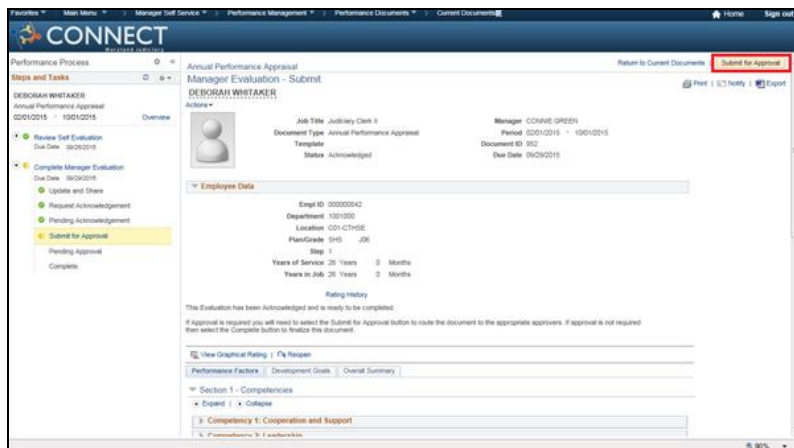 Favorites Main Menu > Manager Self Service > Performance Management > Performance Documents > Current Documents
Home Sign out
CONNECT
Maryland Judiciary
Performance Process
Steps and Tasks
DEBORAH WHITAKER
Annual Performance Appraisal
02/01/2015 - 10/01/2015 Overview
Review Self Evaluation
Due Date 09/26/2015
Complete Manager Evaluation
Due Date 09/29/2015
Update and Share
Request Acknowledgement
Pending Acknowledgement
Submit for Approval
Pending Approval
Complete
Annual Performance Appraisal
Return to Current Documents | Submit for Approval
Manager Evaluation - Submit
Print | Notify | Export
DEBORAH WHITAKER
Actions
Job Title Judiciary Clerk II Manager CONNIE GREEN
Document Type Annual Performance Appraisal Period 02/01/2015 - 10/01/2015
Template Document ID 952
Status Acknowledged Due Date 09/29/2015
Employee Data
Empl ID 000000542
Department 1001000
Location C01-CTHSE
Plan/Grade SHS J06
Step 1
Years of Service 26 Years 0 Months
Years in Job 26 Years 0 Months
Rating History
This Evaluation has been Acknowledged and is ready to be completed
If Approval is required you will need to select the Submit for Approval button to route the document to the appropriate approvers. If approval is not required
then select the Complete button to finalize this document.
View Graphical Rating | Reopen
Performance Factors Development Goals Overall Summary
Section 1 - Competencies
Expand | Collapse
Competency 1: Cooperation and Support
Competency 2: Leadership
90%